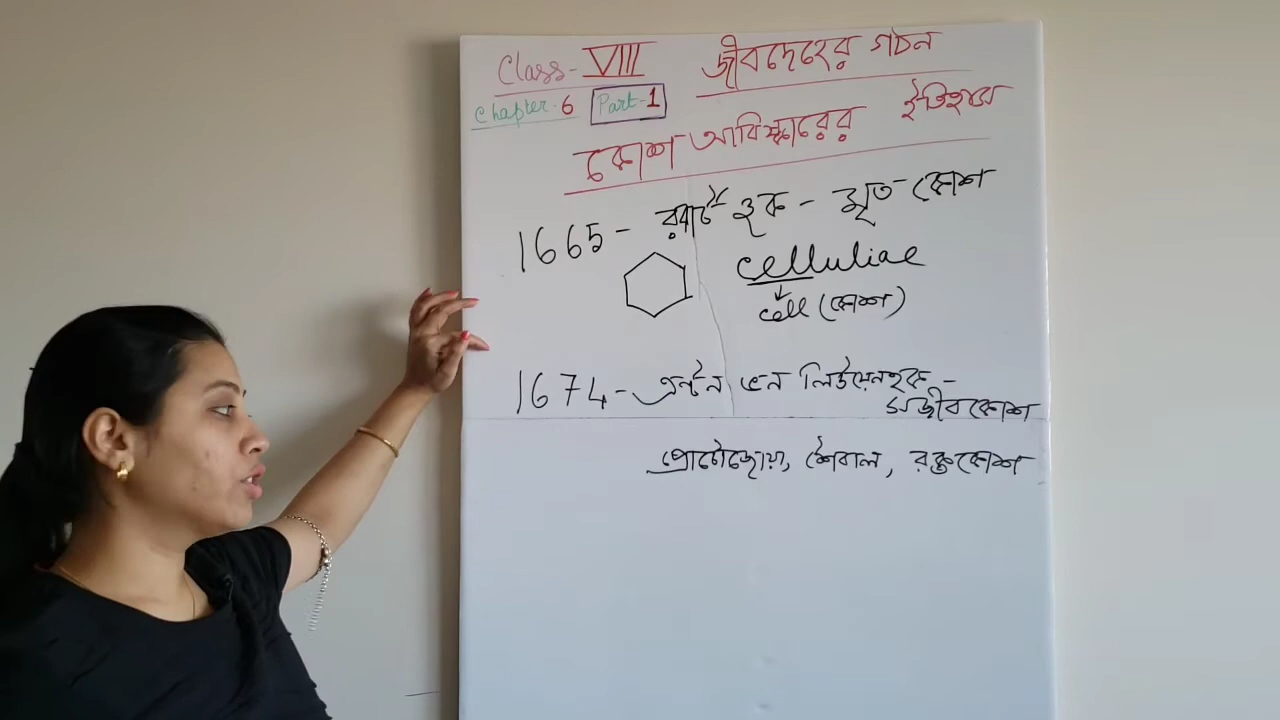 Class-VIII জীবদেহের গঠন
Chapter-6 Part-1
কোশ আবিষ্কারের ইতিহাস
1665 - রবার্ট হুক - মৃত কোশ
celluliae
cell (কোশ)
1674 - এন্টন ভন লিউয়েনহুক -
সজীবকোশ
প্রোটোজোয়া, শৈবাল, রক্তকোশ